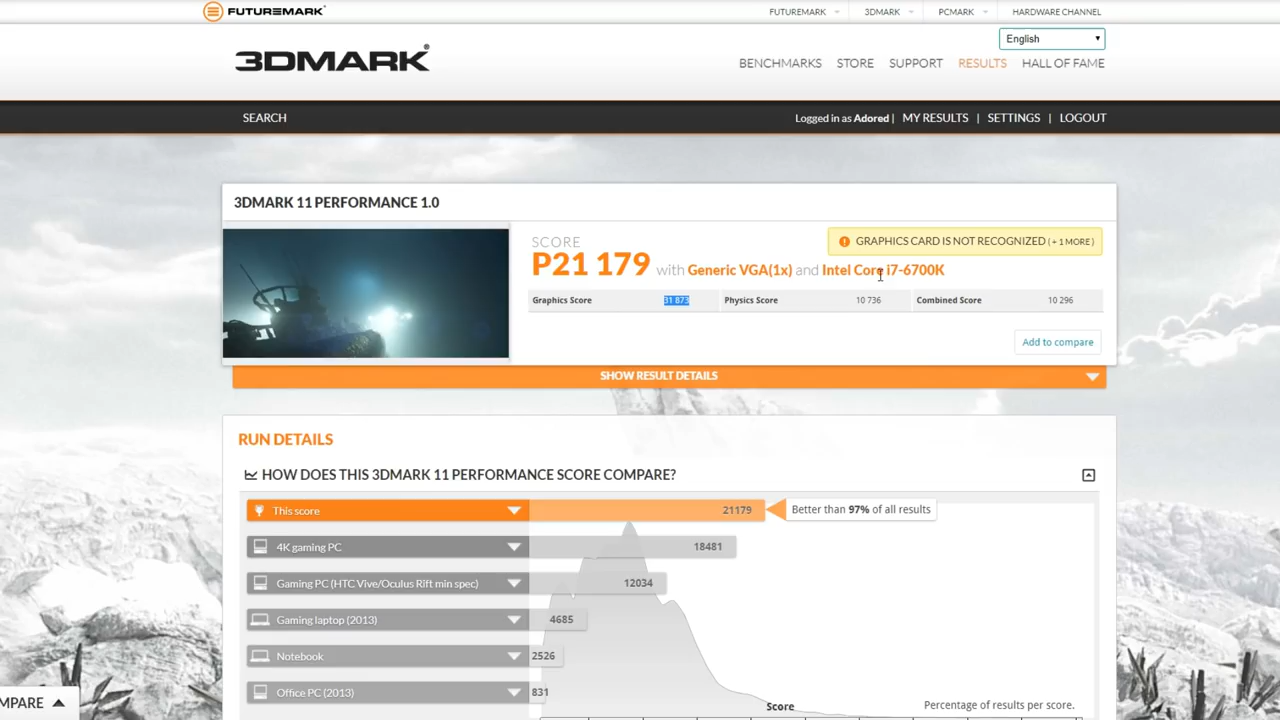 FUTUREMARK
FUTUREMARK 3DMARK PCMARK HARDWARE CHANNEL
English
3DMARK
BENCHMARKS STORE SUPPORT RESULTS HALL OF FAME
SEARCH
Logged in as Adored | MY RESULTS | SETTINGS | LOGOUT
3DMARK 11 PERFORMANCE 1.0
SCORE
GRAPHICS CARD IS NOT RECOGNIZED ( + 1 MORE )
P21 179 with Generic VGA(1x) and Intel Core i7-6700K
Graphics Score 31 873 Physics Score 10 736 Combined Score 10 296
Add to compare
SHOW RESULT DETAILS
RUN DETAILS
HOW DOES THIS 3DMARK 11 PERFORMANCE SCORE COMPARE?
This score 21179 Better than 97% of all results
4K gaming PC 18481
Gaming PC (HTC Vive/Oculus Rift min spec) 12034
Gaming laptop (2013) 4685
Notebook 2526
Office PC (2013) 831
MPARE
Score
Percentage of results per score.